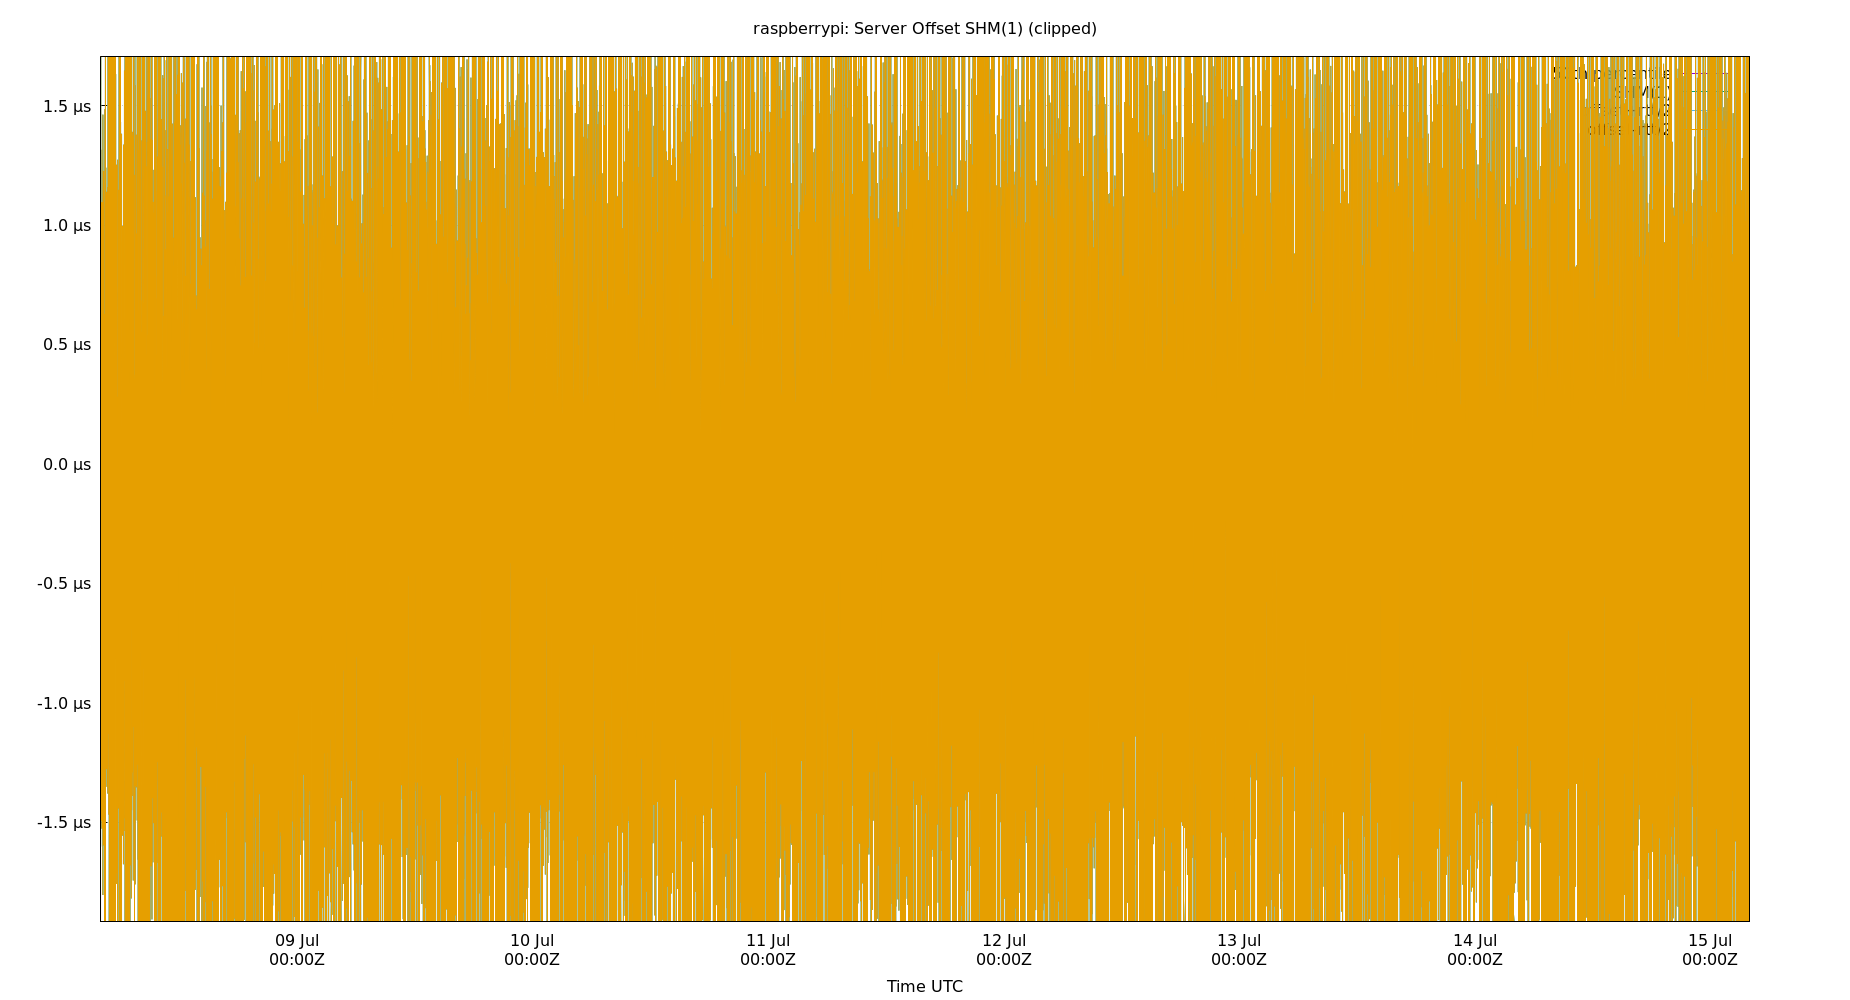 raspberrypi: Server Offset SHM(1) (clipped)
1.5 µs
1.0 µs
0.5 µs
0.0 µs
-0.5 µs
-1.0 µs
-1.5 µs
09 Jul 10 Jul 11 Jul 12 Jul 13 Jul 14 Jul 15 Jul
00:00Z 00:00Z 00:00Z 00:00Z 00:00Z 00:00Z 00:00Z
Time UTC